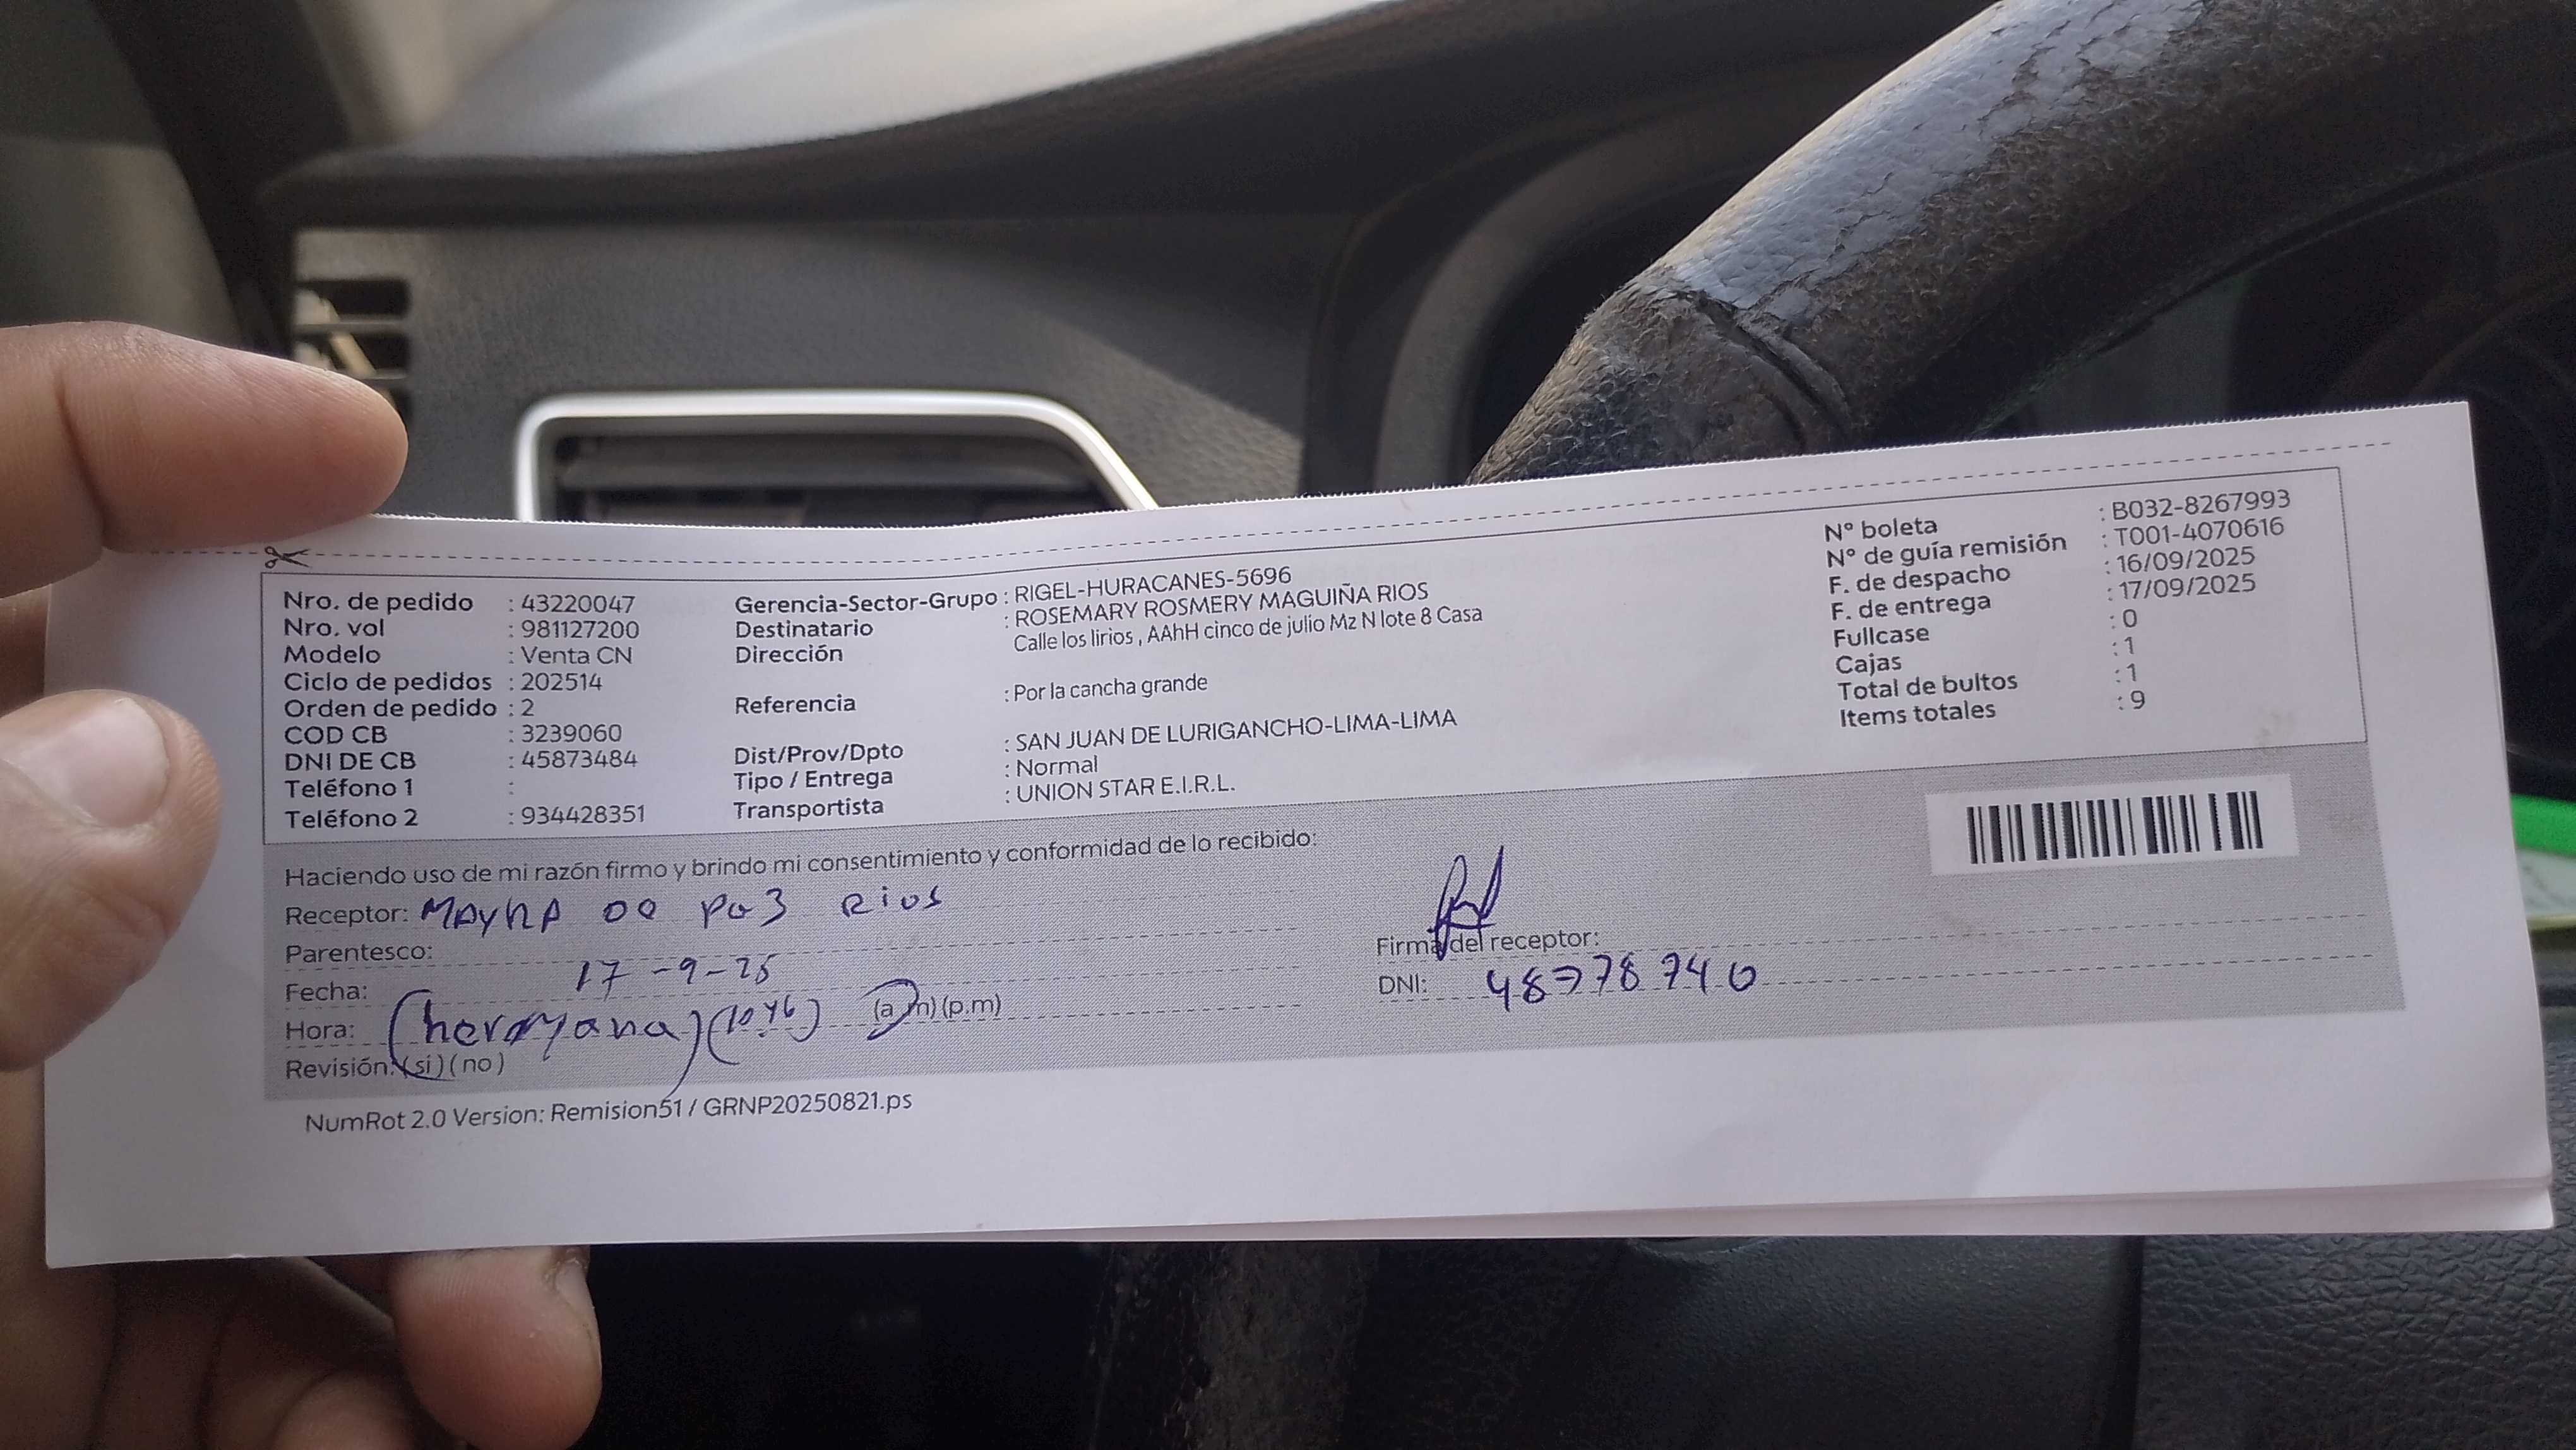 Nro. de pedido : 43220047
Nro. vol : 981127200
Modelo : Venta CN
Ciclo de pedidos : 202514
Orden de pedido : 2
COD CB : 3239060
DNI DE CB : 45873484
Teléfono 1 :
Teléfono 2 : 934428351
Gerencia-Sector-Grupo : RIGEL-HURACANES-5696
Destinatario : ROSEMARY ROSMERY MAGUIÑA RIOS
Dirección Calle los lirios , AAhH cinco de julio Mz N lote 8 Casa
Referencia : Por la cancha grande
Dist/Prov/Dpto : SAN JUAN DE LURIGANCHO-LIMA-LIMA
Tipo / Entrega : Normal
Transportista : UNION STAR E.I.R.L.
N° boleta : B032-8267993
N° de guía remisión : T001-4070616
F. de despacho : 16/09/2025
F. de entrega : 17/09/2025
Fullcase : 0
Cajas : 1
Total de bultos : 1
Items totales : 9
Haciendo uso de mi razón firmo y brindo mi consentimiento y conformidad de lo recibido:
Receptor: Rios
Parentesco:
Fecha: 17-9-25
Hora: (hermana) (10 46) (a.m) (p.m)
Revisión: (si) (no)
Firma del receptor:
DNI: 48778740
NumRot 2.0 Version: Remision51 / GRNP20250821.ps